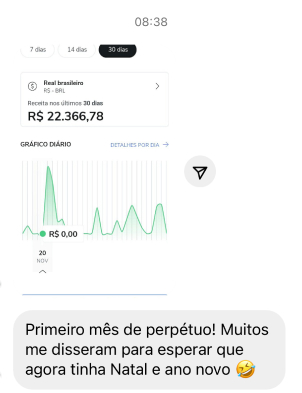 08:38
7 dias 14 dias 30 dias
Real brasileiro
R$ - BRL
Receita nos últimos 30 dias
R$ 22.366,78
GRÁFICO DIÁRIO DETALHES POR DIA
R$ 0,00
20
NOV
Primeiro mês de perpétuo! Muitos
me disseram para esperar que
agora tinha Natal e ano novo 🤣